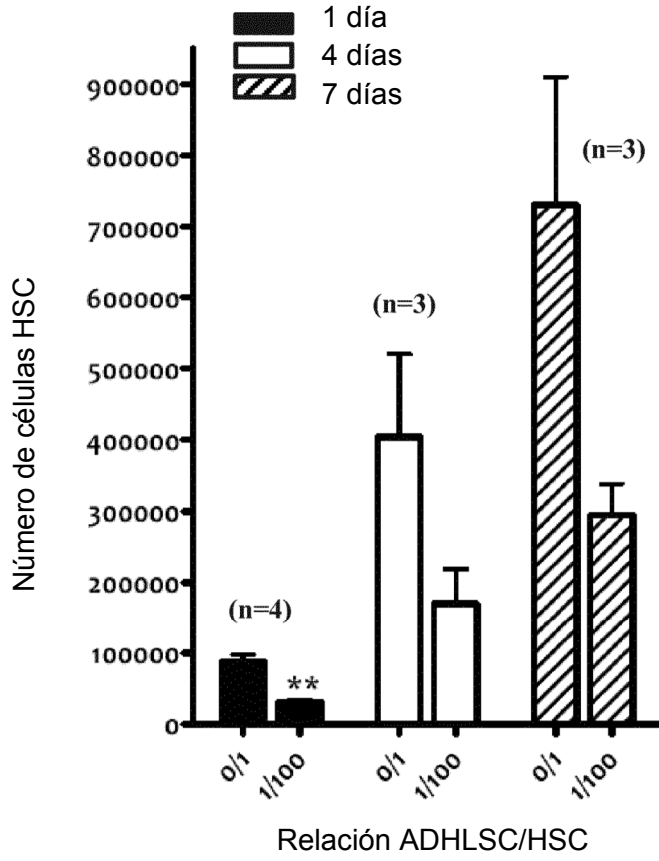 1 día
4 días
7 días
900000
800000
700000
600000
500000
400000
300000
200000
100000
0
Número de células HSC
(n=4)
**
(n=3)
(n=3)
0/1
1/100
0/1
1/100
0/1
1/100
Relación ADHLSC/HSC